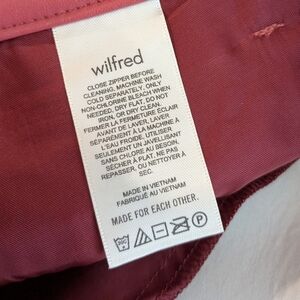 wilfred
CLOSE ZIPPER BEFORE
CLEANING. MACHINE WASH
COLD SEPARATELY, ONLY
NON-CHLORINE BLEACH WHEN
NEEDED, DRY FLAT, DO NOT
IRON, OR DRY CLEAN.
FERMER LA FERMETURE ÉCLAIR
AVANT DE LAVER, LAVER
SÉPARÉMENT À LA MACHINE À
L'EAU FROIDE, UTILISER
SEULEMENT UN JAVELLISANT
SANS CHLORE AU BESOIN,
SÉCHER À PLAT, NE PAS
REPASSER, OU NETTOYER À
SEC.
MADE IN VIETNAM
FABRIQUÉ AU VIETNAM
MADE FOR EACH OTHER.
P